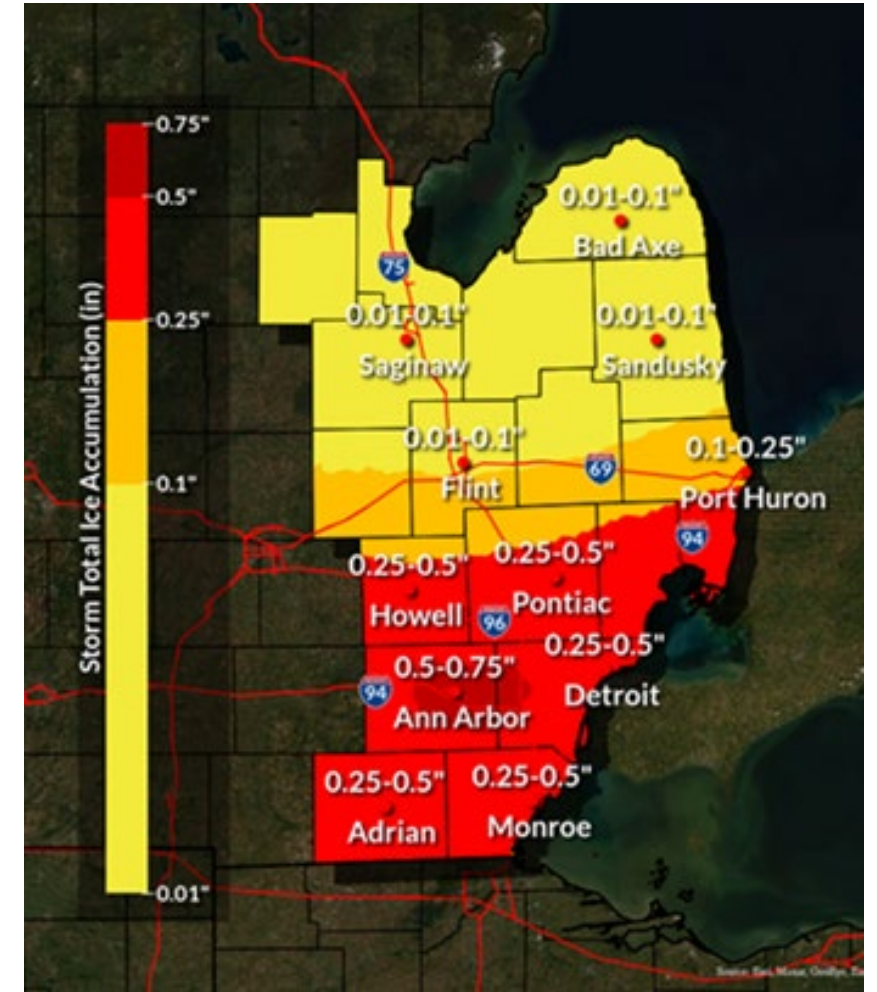 0.75"
0.5"
0.25"
0.1"
0.01"
Storm Total Ice Accumulation (in)
0.01-0.1"
Bad Axe
75
0.01-0.1"
Saginaw
0.01-0.1"
Sandusky
0.01-0.1"
Flint
69
0.1-0.25"
Port Huron
94
0.25-0.5"
Howell
0.25-0.5"
Pontiac
96
0.25-0.5"
Detroit
94
0.5-0.75"
Ann Arbor
0.25-0.5"
Adrian
0.25-0.5"
Monroe
Source: Esri, Maxar, GeoEye,